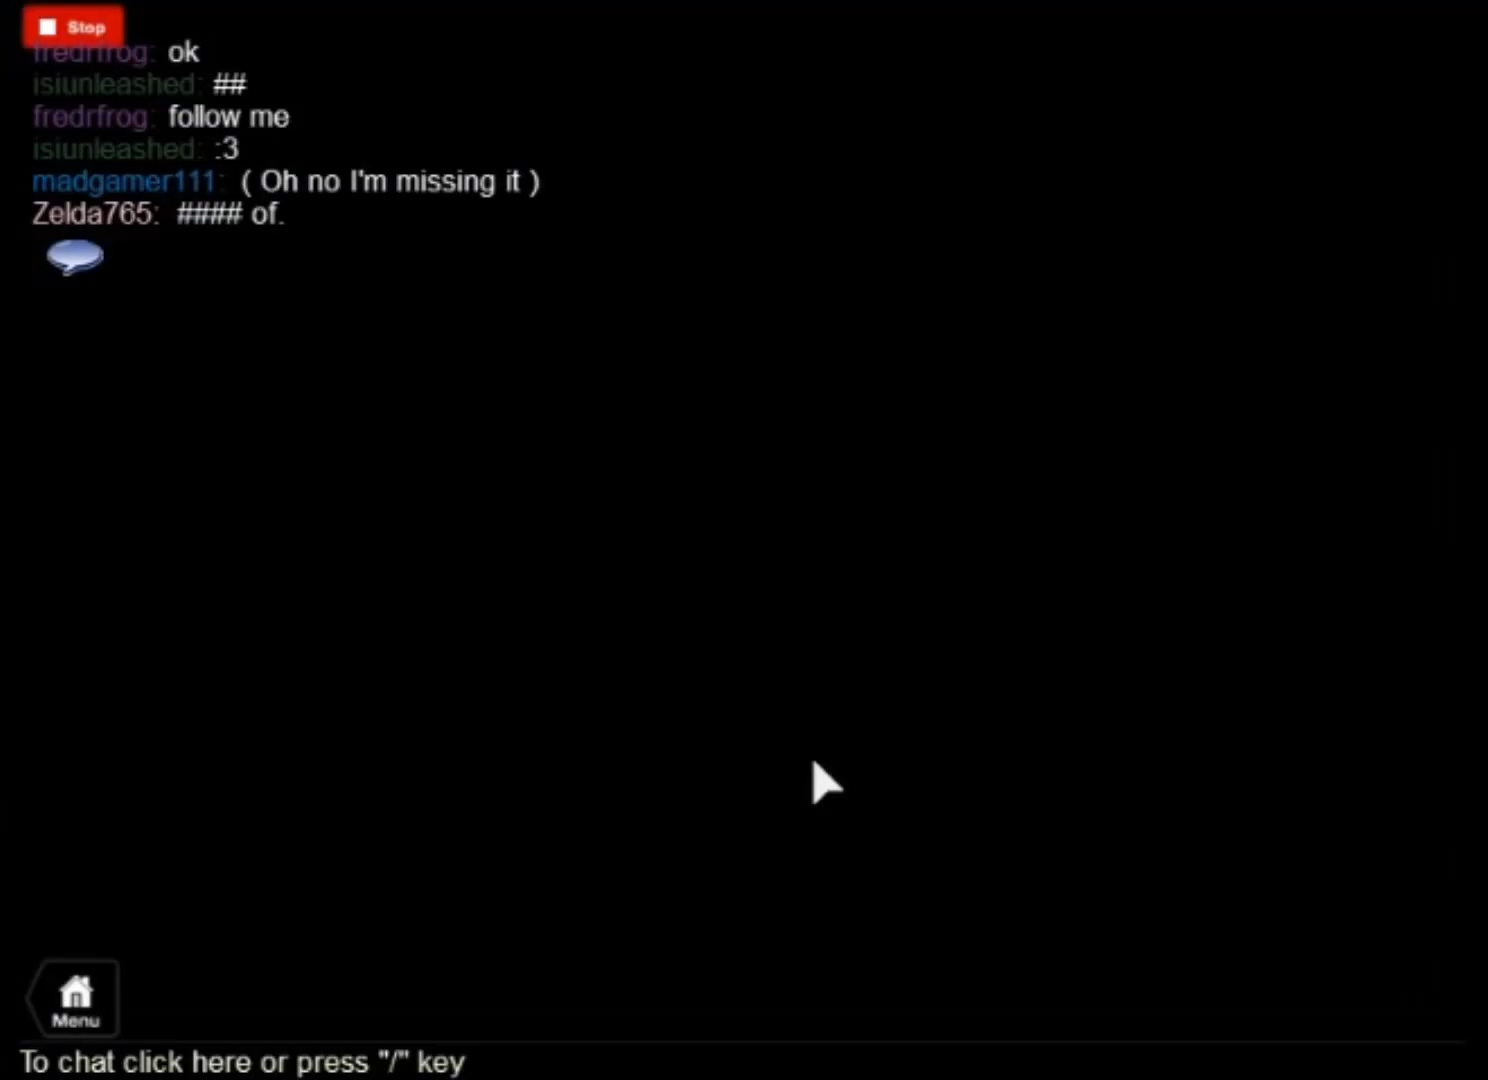 Stop
fredrfrog: ok
isiunleashed: ##
fredrfrog: follow me
isiunleashed: :3
madgamer111: ( Oh no I'm missing it )
Zelda765: #### of.
Menu
To chat click here or press "/" key